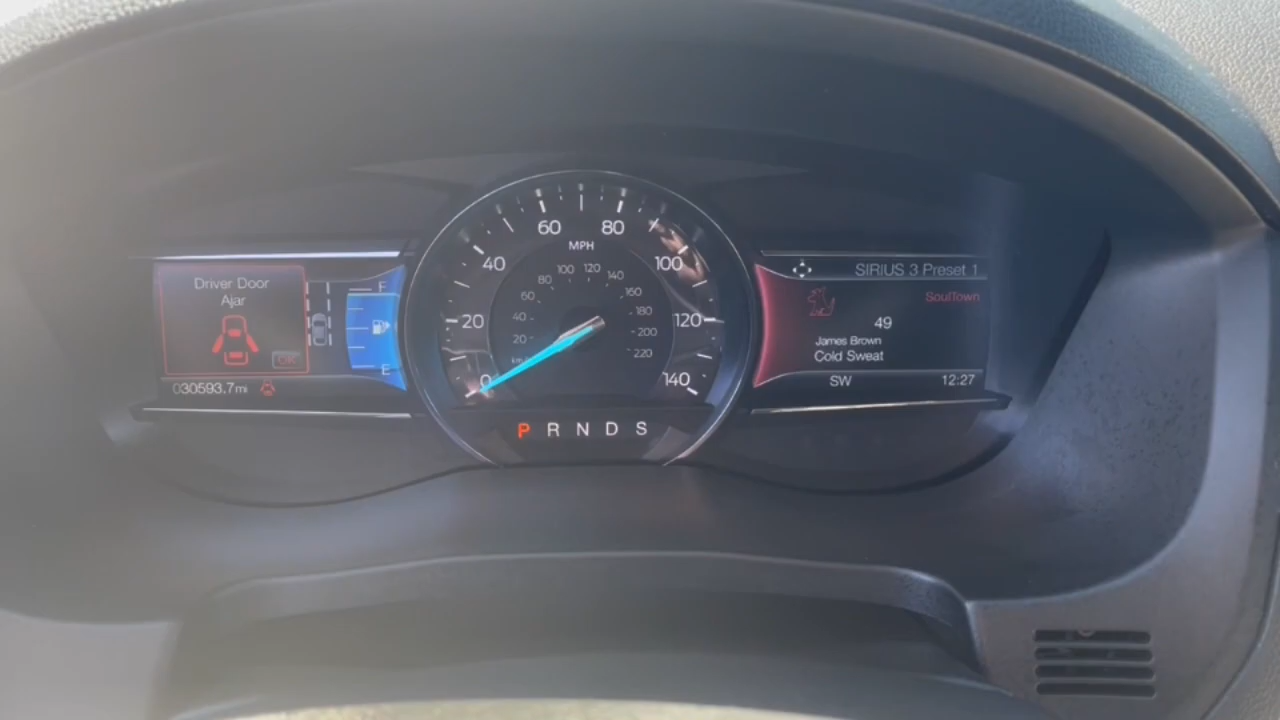 Driver Door
Ajar
OK
030593.7 mi
F
E
0
20
40
60
80
100
120
140
MPH
20
40
60
80
100
120
140
160
180
200
220
P R N D S
SIRIUS 3 Preset 1
SoulTown
49
James Brown
Cold Sweat
SW
12:27